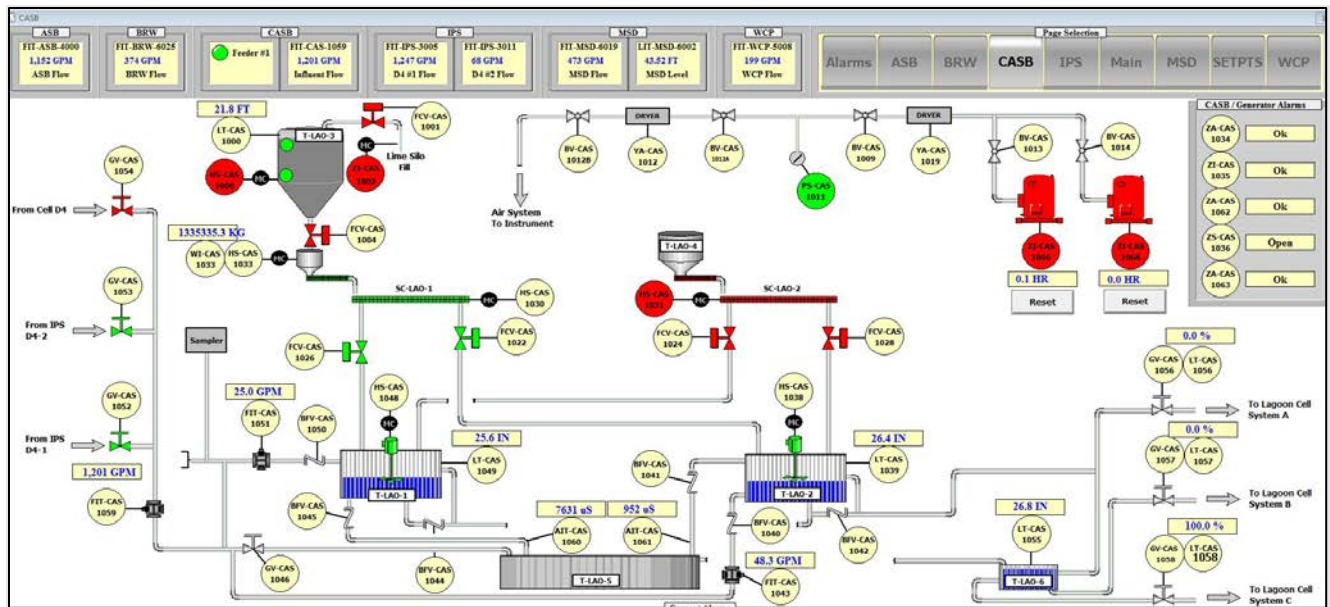 CASB
ASB
FIT-ASB-4000
1,152 GPM
ASB Flow
BRW
FIT-BRW-6025
374 GPM
BRW Flow
CASB
Feeder #1
FIT-CAS-1059
1,201 GPM
Influent Flow
IPS
FIT-IPS-3005
1,247 GPM
D4 #1 Flow
FIT-IPS-3011
68 GPM
D4 #2 Flow
MSD
FIT-MSD-6019
473 GPM
MSD Flow
LIT-MSD-6002
43.52 FT
MSD Level
WCP
FIT-WCP-5008
199 GPM
WCP Flow
Page Selection
Alarms
ASB
BRW
CASB
IPS
Main
MSD
SETPTS
WCP
CASB / Generator Alarms
ZA-CAS
1034
Ok
ZI-CAS
1035
Ok
ZA-CAS
1062
Ok
ZS-CAS
1036
Open
ZA-CAS
1063
Ok
21.8 FT
LT-CAS
1000
T-LAO-3
FCV-CAS
1001
MC
Lime Silo
Fill
HS-CAS
1000
MC
ZI-CAS
FCV-CAS
1004
1335335.3 KG
WI-CAS
1033
HS-CAS
1033
MC
SC-LAO-1
MC
HS-CAS
1030
FCV-CAS
1026
FCV-CAS
1022
GV-CAS
1054
From Cell D4
GV-CAS
1053
From IPS
D4-2
GV-CAS
1052
From IPS
D4-1
Sampler
25.0 GPM
FIT-CAS
1051
BFV-CAS
1050
1,201 GPM
FIT-CAS
1059
HS-CAS
1048
MC
25.6 IN
LT-CAS
1049
T-LAO-1
BFV-CAS
1045
GV-CAS
1046
BFV-CAS
1044
7631 uS
952 uS
AIT-CAS
1060
AIT-CAS
1061
T-LAO-5
BV-CAS
1012B
DRYER
YA-CAS
1012
BV-CAS
1012A
PS-CAS
1011
BV-CAS
1009
DRYER
YA-CAS
1019
BV-CAS
1013
BV-CAS
1014
Air System
To Instrument
ZI-CAS
ZI-CAS
0.1 HR
0.0 HR
Reset
Reset
T-LAO-4
HS-CAS
1031
MC
SC-LAO-2
FCV-CAS
1024
FCV-CAS
1028
HS-CAS
1038
MC
26.4 IN
LT-CAS
1039
T-LAO-2
BFV-CAS
1041
BFV-CAS
1040
BFV-CAS
1042
48.3 GPM
FIT-CAS
1043
26.8 IN
LT-CAS
1055
T-LAO-6
0.0 %
GV-CAS
1056
LT-CAS
1056
To Lagoon Cell
System A
0.0 %
GV-CAS
1057
LT-CAS
1057
To Lagoon Cell
System B
100.0 %
GV-CAS
1058
LT-CAS
1058
To Lagoon Cell
System C